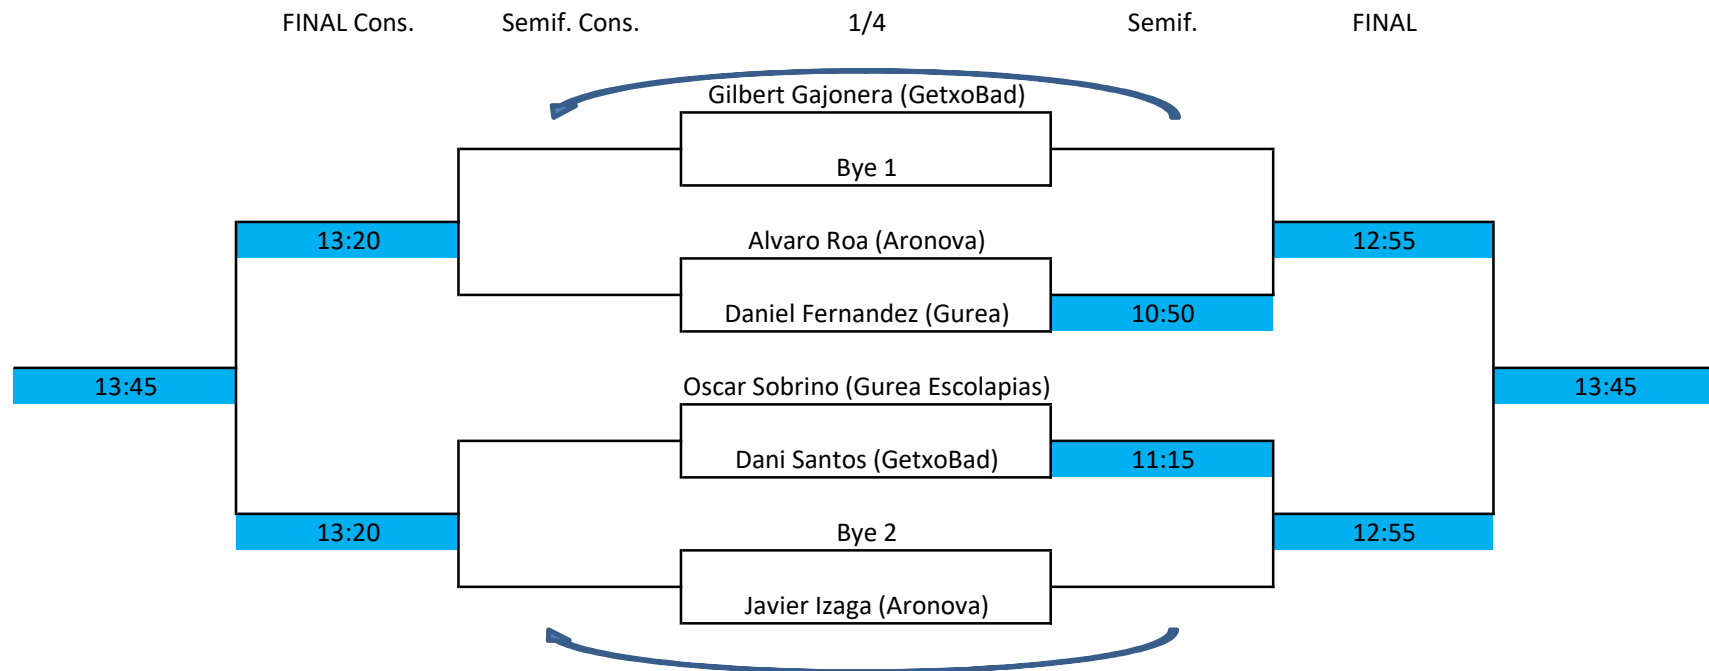 FINAL Cons. Semif. Cons. 1/4 Semif. FINAL
Gilbert Gajonera (GetxoBad)
Bye 1
13:20 Alvaro Roa (Aronova) 12:55
Daniel Fernandez (Gurea) 10:50
13:45 Oscar Sobrino (Gurea Escolapias) 13:45
Dani Santos (GetxoBad) 11:15
13:20 Bye 2 12:55
Javier Izaga (Aronova)